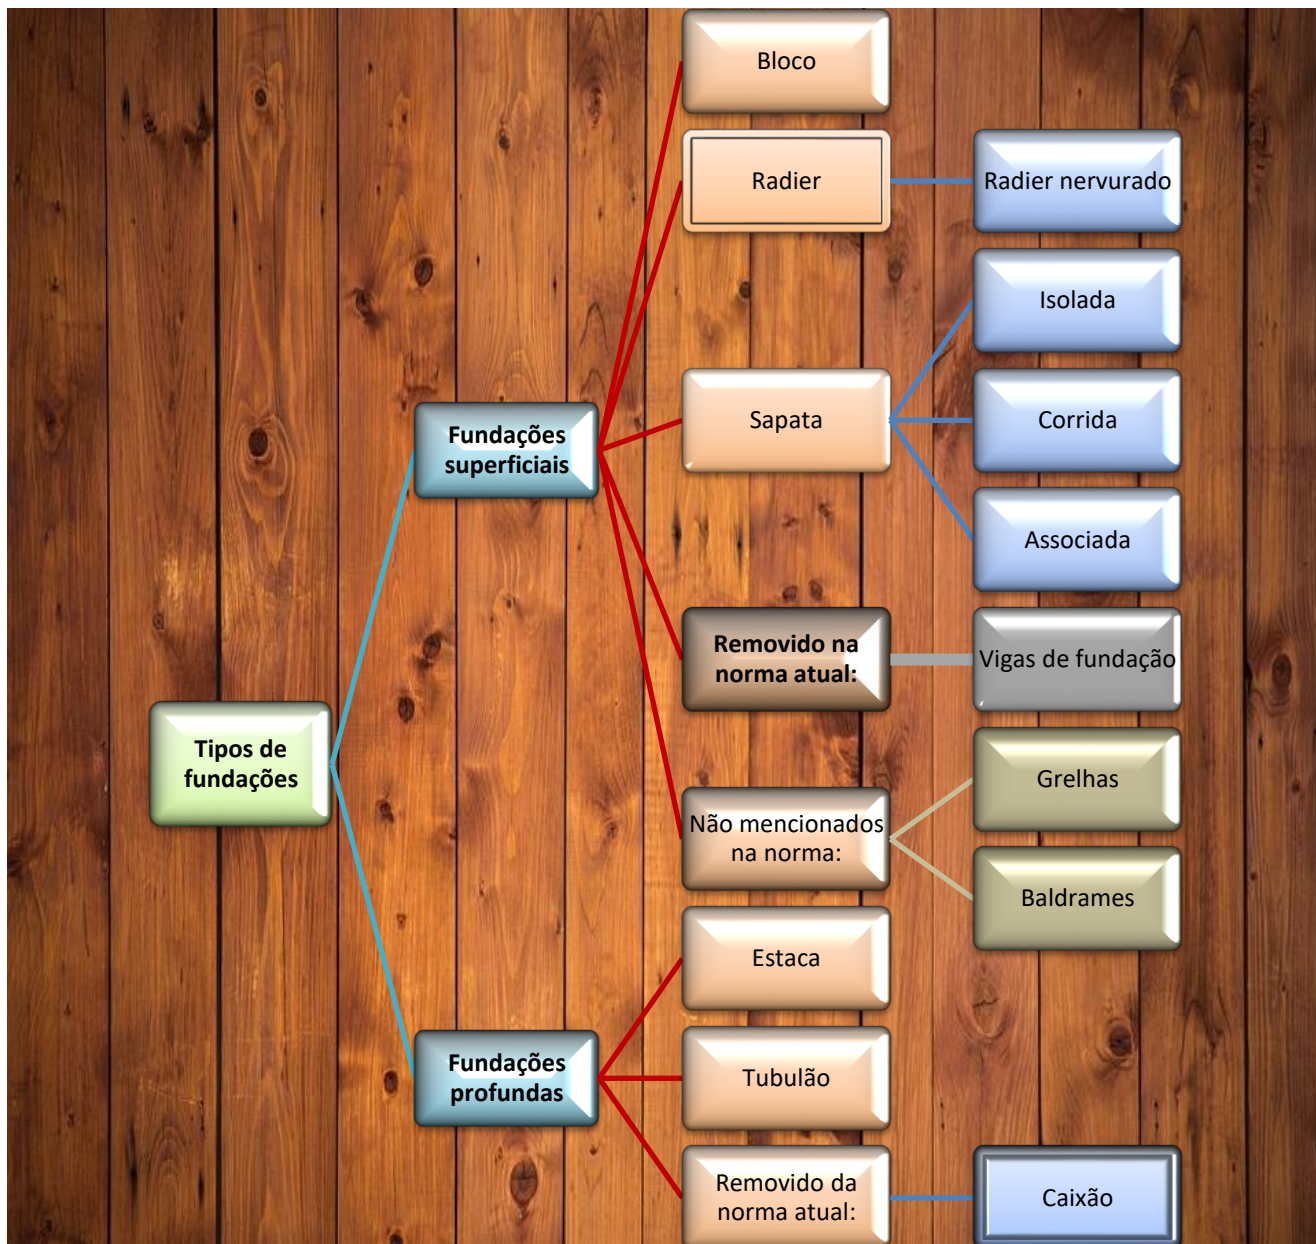 Bloco
Radier
Radier nervurado
Isolada
Sapata
Corrida
Fundações
superficiais
Associada
Removido na
norma atual:
Vigas de fundação
Tipos de
fundações
Grelhas
Não mencionados
na norma:
Baldrames
Estaca
Fundações
profundas
Tubulão
Removido da
norma atual:
Caixão